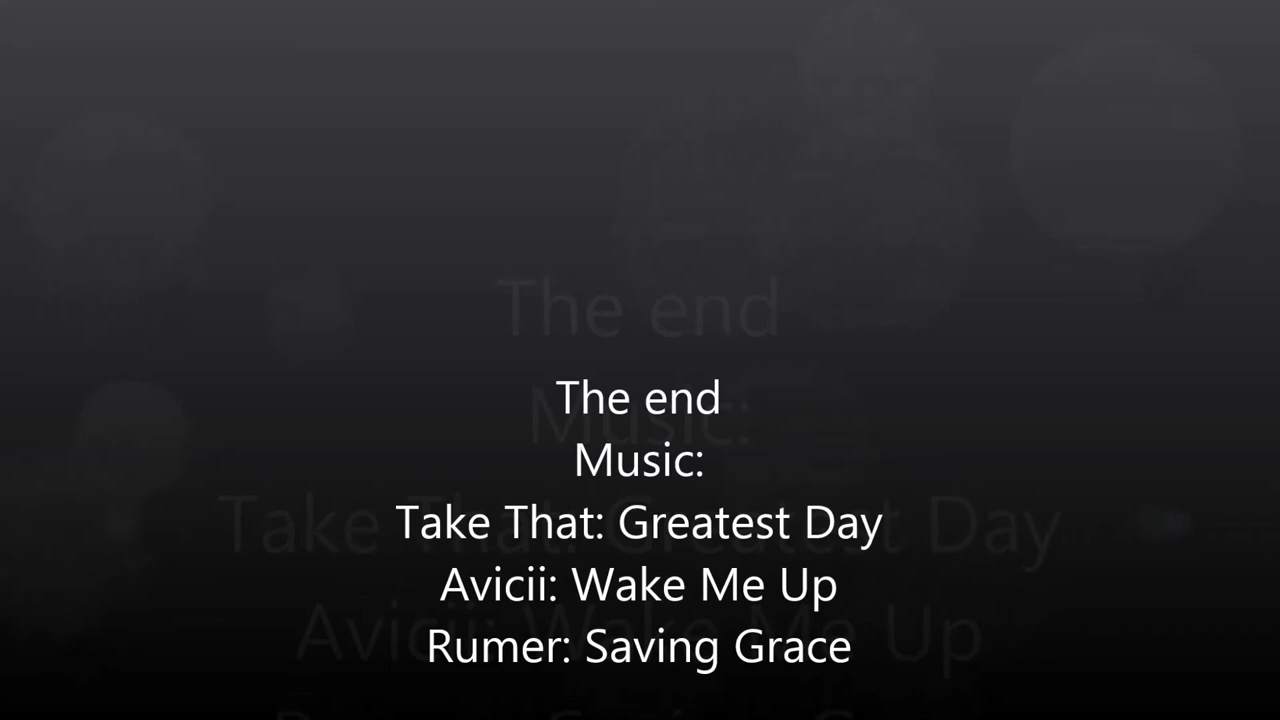 The end
Music:
Take That: Greatest Day
Avicii: Wake Me Up
Rumer: Saving Grace